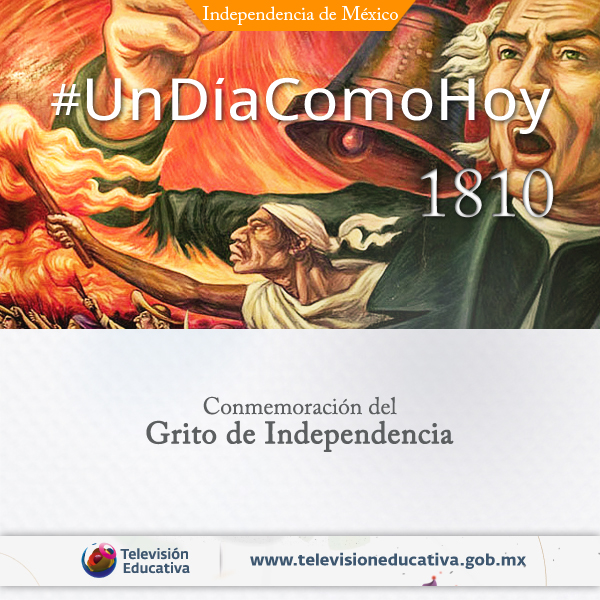 Independencia de México
#UnDíaComoHoy
1810
Conmemoración del
Grito de Independencia
Televisión
Educativa
www.televisioneducativa.gob.mx